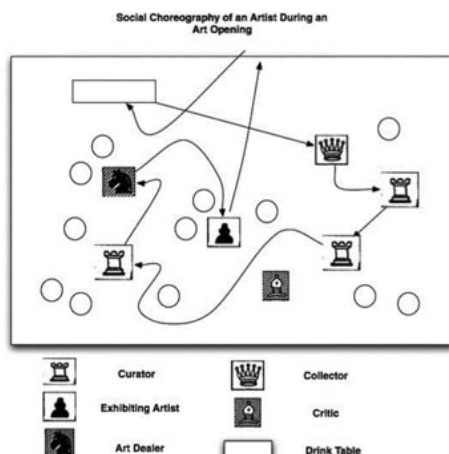 Social Choreography of an Artist During an
Art Opening
Curator
Collector
Exhibiting Artist
Critic
Art Dealer
Drink Table